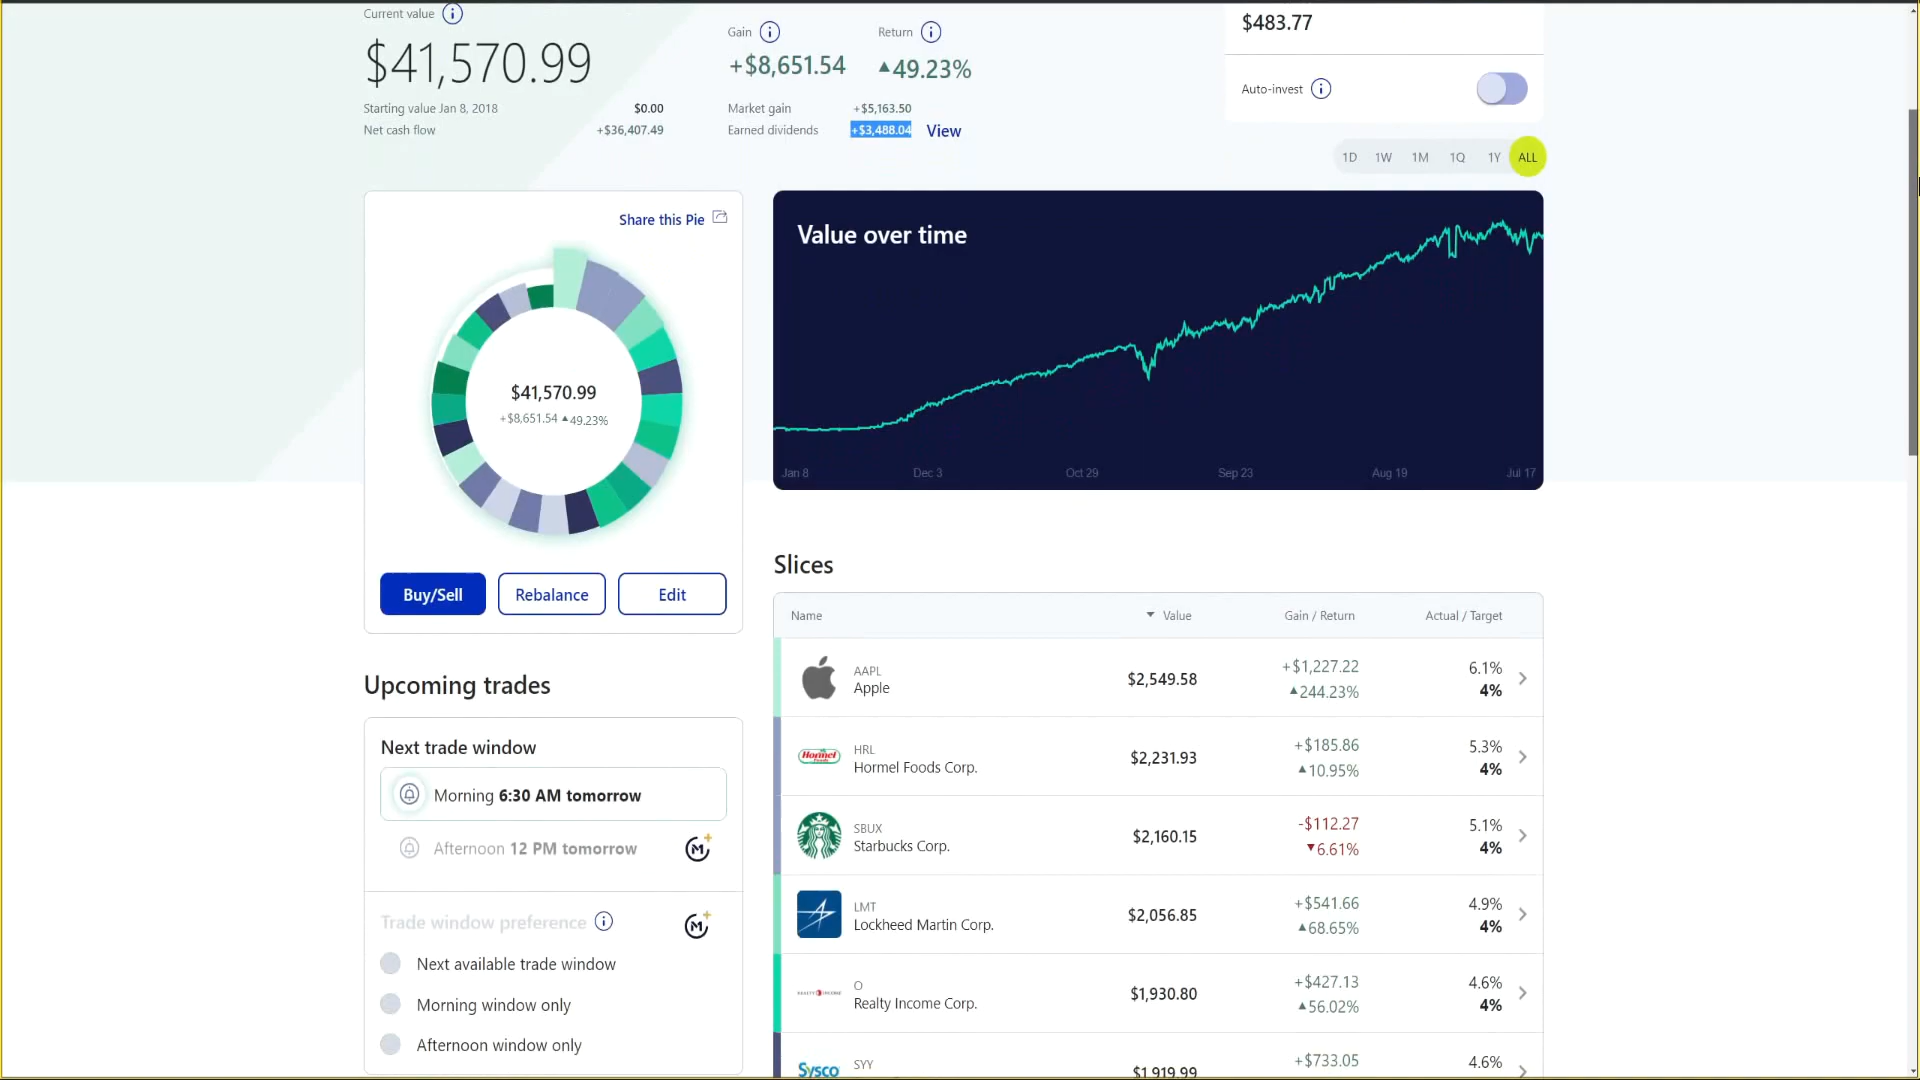 Current value
$41,570.99
Starting value Jan 8, 2018 $0.00
Net cash flow +$36,407.49
Gain
+$8,651.54
Return
49.23%
Market gain +$5,163.50
Earned dividends +$3,488.04 View
$483.77
Auto-invest
1D 1W 1M 1Q 1Y ALL
Share this Pie
$41,570.99
+$8,651.54 49.23%
Buy/Sell Rebalance Edit
Value over time
Jan 8 Dec 3 Oct 29 Sep 23 Aug 19 Jul 17
Upcoming trades
Next trade window
Morning 6:30 AM tomorrow
Afternoon 12 PM tomorrow
M
Trade window preference
M
Next available trade window
Morning window only
Afternoon window only
Slices
Name Value Gain / Return Actual / Target
AAPL
Apple
$2,549.58
+$1,227.22
244.23%
6.1%
4%
Hormel
HRL
Hormel Foods Corp.
$2,231.93
+$185.86
10.95%
5.3%
4%
SBUX
Starbucks Corp.
$2,160.15
-$112.27
6.61%
5.1%
4%
LMT
Lockheed Martin Corp.
$2,056.85
+$541.66
68.65%
4.9%
4%
REALTY INCOME
O
Realty Income Corp.
$1,930.80
+$427.13
56.02%
4.6%
4%
Sysco
SYY
$1,919.99
+$733.05
4.6%